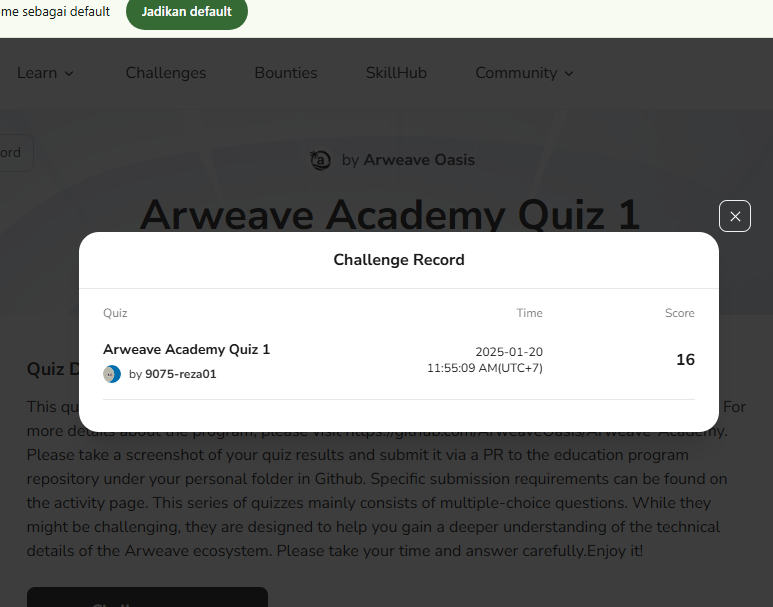 me sebagai default
Jadikan default
Learn
Challenges
Bounties
SkillHub
Community
ord
by Arweave Oasis
Arweave Academy Quiz 1
Challenge Record
Quiz
Time
Score
Arweave Academy Quiz 1
by 9075-reza01
2025-01-20
11:55:09 AM(UTC+7)
16
Quiz D
This qu
For
more details about the program, please visit https://github.com/ArweaveOasis/Arweave-Academy.
Please take a screenshot of your quiz results and submit it via a PR to the education program
repository under your personal folder in Github. Specific submission requirements can be found on
the activity page. This series of quizzes mainly consists of multiple-choice questions. While they
might be challenging, they are designed to help you gain a deeper understanding of the technical
details of the Arweave ecosystem. Please take your time and answer carefully.Enjoy it!